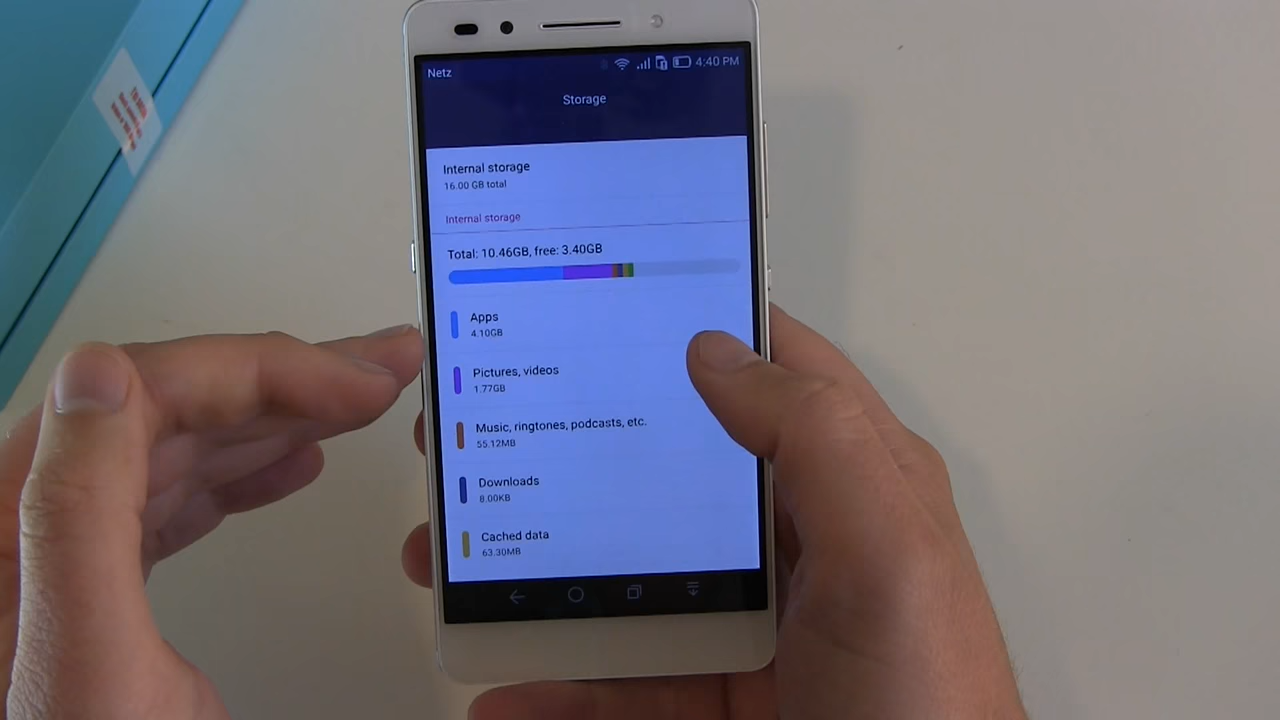 Netz
4:40 PM
Storage
Internal storage
16.00 GB total
Internal storage
Total: 10.46GB, free: 3.40GB
Apps
4.10GB
Pictures, videos
1.77GB
Music, ringtones, podcasts, etc.
55.12MB
Downloads
8.00KB
Cached data
63.30MB